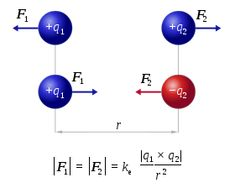 F₁ +q₁ +q₂ F₂
+q₁ F₁ F₂ −q₂
r
|F₁| = |F₂| = kₑ |q₁ × q₂| / r²